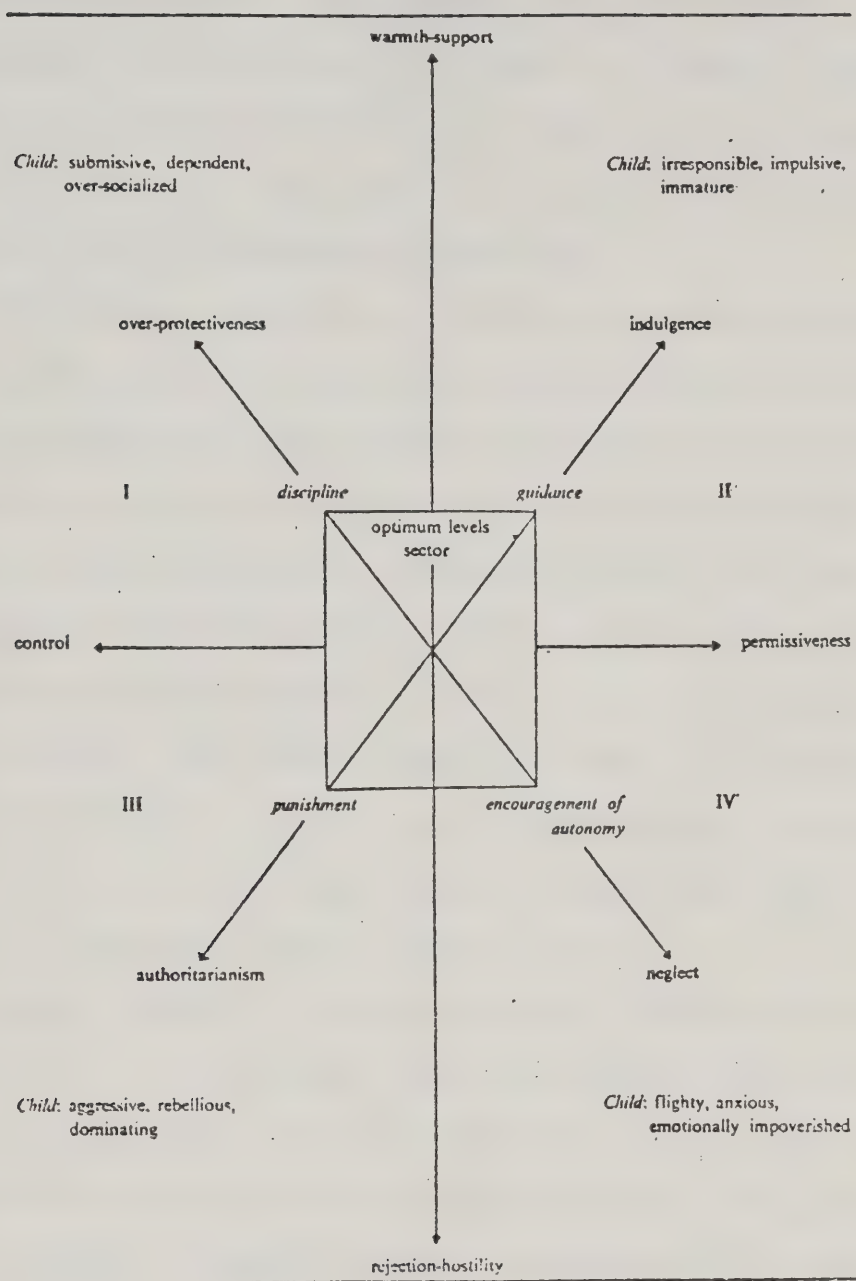 warmth-support
Child: submissive, dependent,
over-socialized
Child: irresponsible, impulsive,
immature
over-protectiveness
indulgence
I
discipline
guidance
II
optimum levels
sector
control
permissiveness
III
punishment
encouragement of
autonomy
IV
authoritarianism
neglect
Child: aggressive, rebellious,
dominating
Child: flighty, anxious,
emotionally impoverished
rejection-hostility